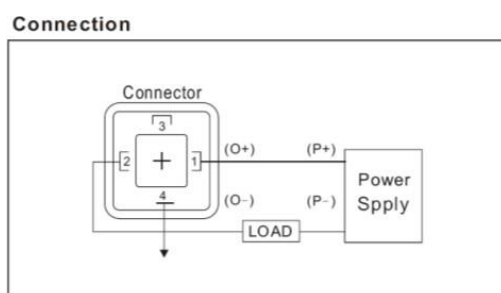 Connection
Connector
3
2 + 1
4
(O+) (P+)
(O-) (P-)
Power
Spply
LOAD